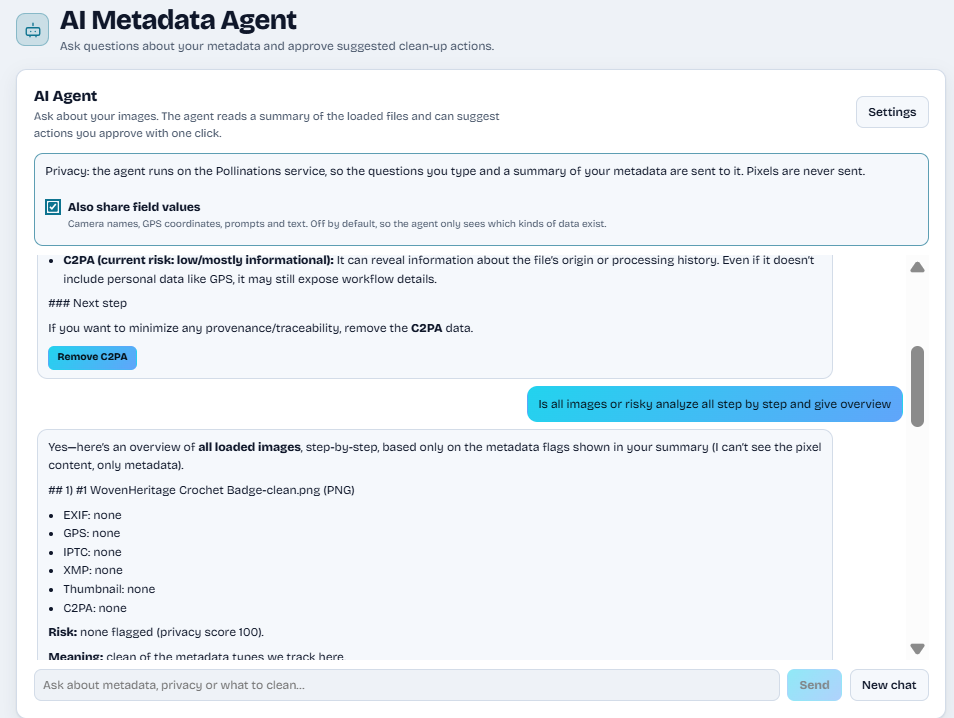 AI Metadata Agent
Ask questions about your metadata and approve suggested clean-up actions.
AI Agent
Ask about your images. The agent reads a summary of the loaded files and can suggest
actions you approve with one click.
Settings
Privacy: the agent runs on the Pollinations service, so the questions you type and a summary of your metadata are sent to it. Pixels are never sent.
Also share field values
Camera names, GPS coordinates, prompts and text. Off by default, so the agent only sees which kinds of data exist.
• C2PA (current risk: low/mostly informational): It can reveal information about the file's origin or processing history. Even if it doesn't
include personal data like GPS, it may still expose workflow details.
### Next step
If you want to minimize any provenance/traceability, remove the C2PA data.
Remove C2PA
Is all images or risky analyze all step by step and give overview
Yes—here's an overview of all loaded images, step-by-step, based only on the metadata flags shown in your summary (I can't see the pixel
content, only metadata).
## 1) #1 WovenHeritage Crochet Badge-clean.png (PNG)
• EXIF: none
• GPS: none
• IPTC: none
• XMP: none
• Thumbnail: none
• C2PA: none
Risk: none flagged (privacy score 100).
Meaning: clean of the metadata types we track here.
Ask about metadata, privacy or what to clean...
Send
New chat